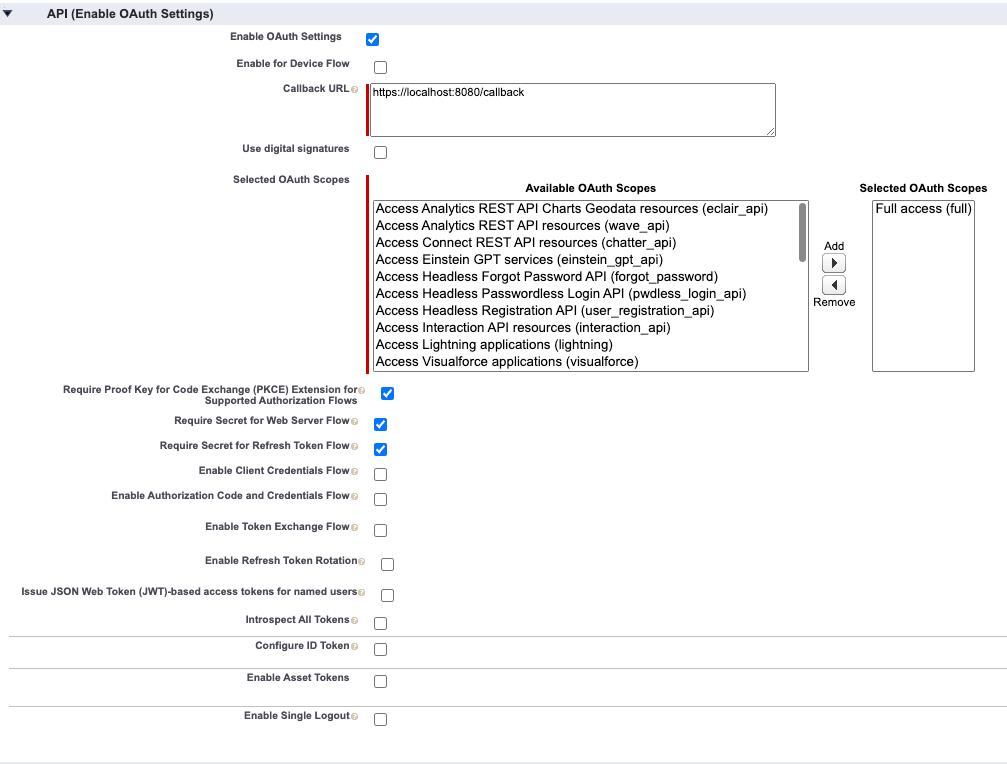 API (Enable OAuth Settings)
Enable OAuth Settings
Enable for Device Flow
Callback URL
https://localhost:8080/callback
Use digital signatures
Selected OAuth Scopes
Available OAuth Scopes
Access Analytics REST API Charts Geodata resources (eclair_api)
Access Analytics REST API resources (wave_api)
Access Connect REST API resources (chatter_api)
Access Einstein GPT services (einstein_gpt_api)
Access Headless Forgot Password API (forgot_password)
Access Headless Passwordless Login API (pwdless_login_api)
Access Headless Registration API (user_registration_api)
Access Interaction API resources (interaction_api)
Access Lightning applications (lightning)
Access Visualforce applications (visualforce)
Add
Remove
Selected OAuth Scopes
Full access (full)
Require Proof Key for Code Exchange (PKCE) Extension for
Supported Authorization Flows
Require Secret for Web Server Flow
Require Secret for Refresh Token Flow
Enable Client Credentials Flow
Enable Authorization Code and Credentials Flow
Enable Token Exchange Flow
Enable Refresh Token Rotation
Issue JSON Web Token (JWT)-based access tokens for named users
Introspect All Tokens
Configure ID Token
Enable Asset Tokens
Enable Single Logout